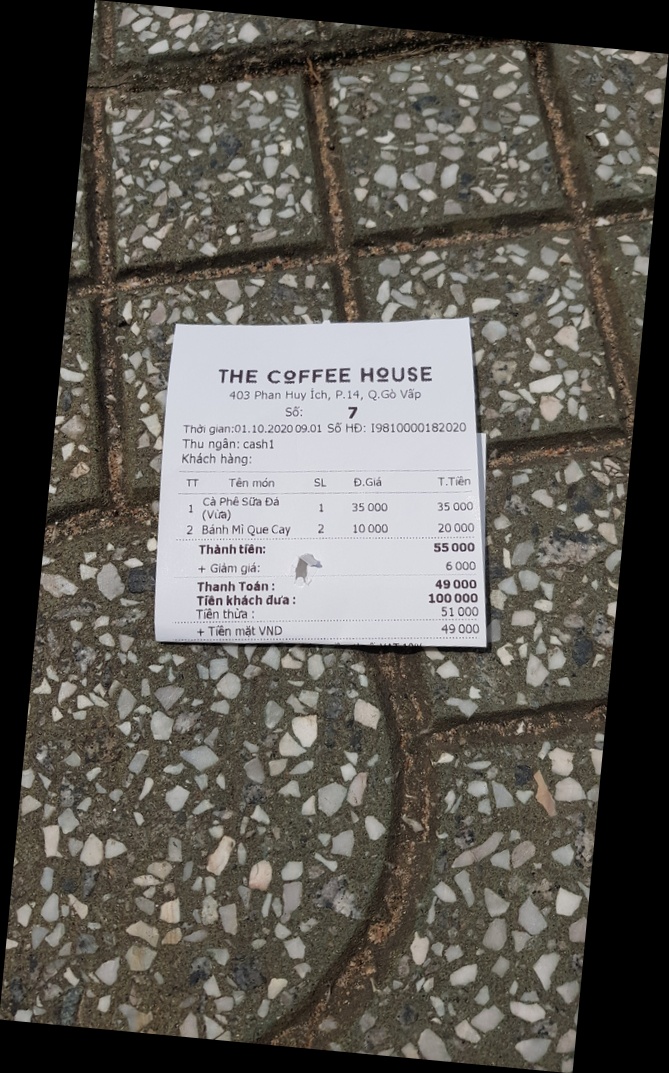 THE COFFEE HOUSE
403 Phan Huy Ích, P.14, Q.Gò Vấp
Số: 7
Thời gian:01.10.2020 09.01 Số HĐ: I9810000182020
Thu ngân: cash1
Khách hàng:
TT Tên món SL Đ.Giá T.Tiền
1 Cà Phê Sữa Đá (Vừa) 1 35 000 35 000
2 Bánh Mì Que Cay 2 10 000 20 000
Thành tiền: 55 000
+ Giảm giá: 6 000
Thanh Toán : 49 000
Tiền khách đưa : 100 000
Tiền thừa : 51 000
+ Tiền mặt VND 49 000